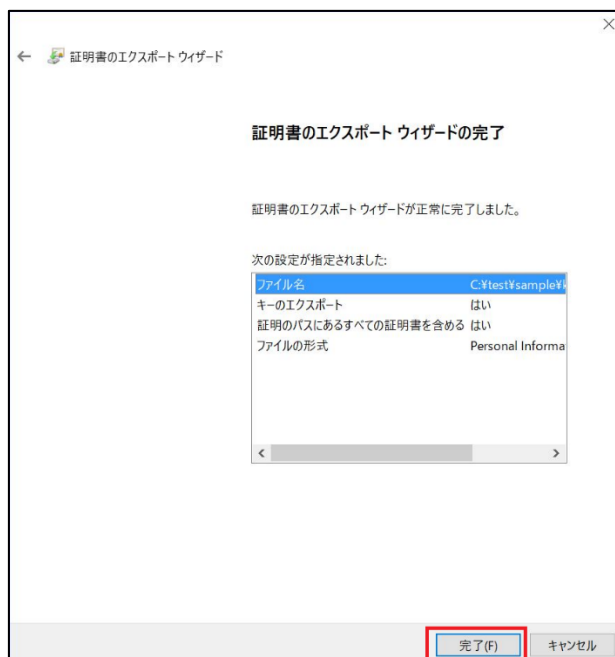 証明書のエクスポート ウィザード
証明書のエクスポート ウィザードの完了
証明書のエクスポート ウィザードが正常に完了しました。
次の設定が指定されました:
ファイル名 C:¥test¥sample¥k
キーのエクスポート はい
証明のパスにあるすべての証明書を含める はい
ファイルの形式 Personal Informa
完了(F) キャンセル